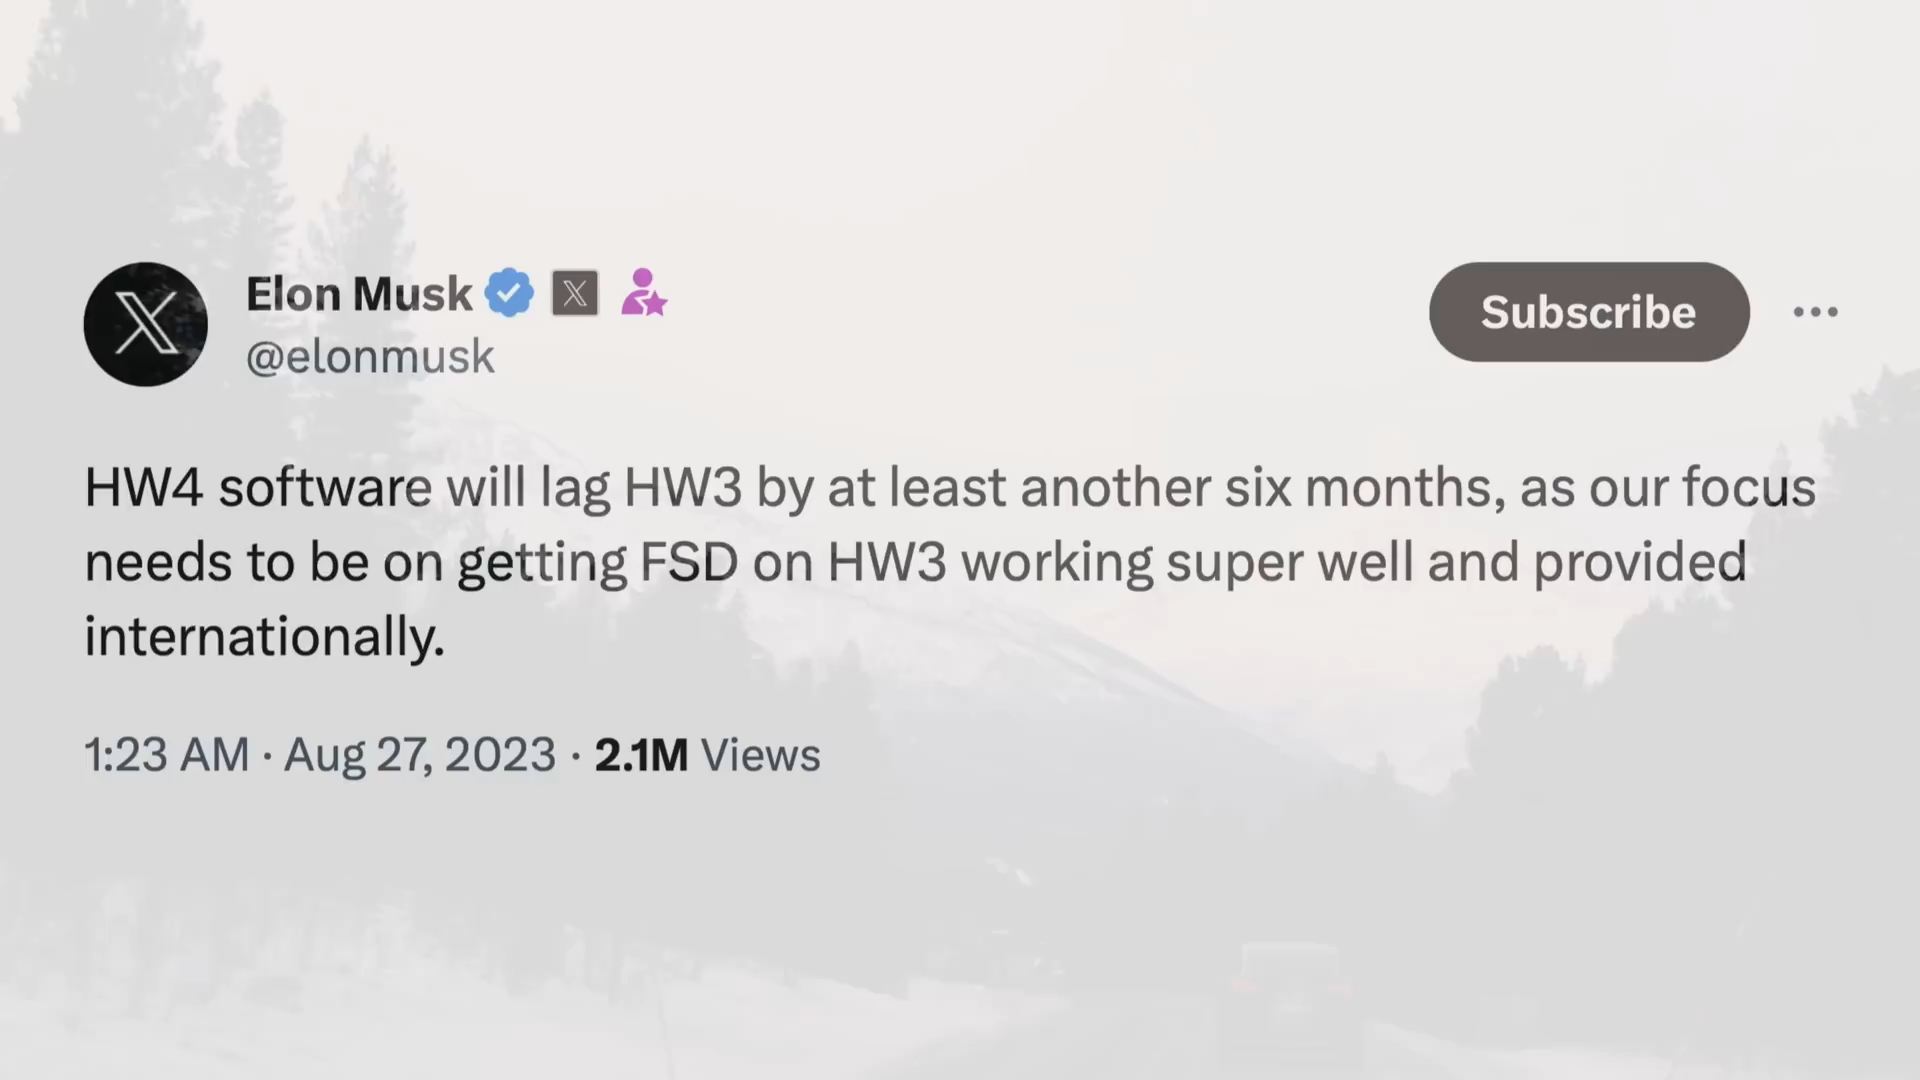 Elon Musk
@elonmusk
Subscribe
HW4 software will lag HW3 by at least another six months, as our focus
needs to be on getting FSD on HW3 working super well and provided
internationally.
1:23 AM · Aug 27, 2023 · 2.1M Views